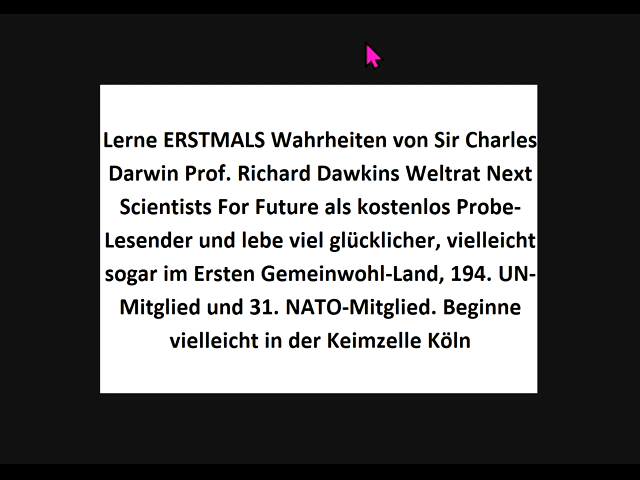 Lerne ERSTMALS Wahrheiten von Sir Charles
Darwin Prof. Richard Dawkins Weltrat Next
Scientists For Future als kostenlos Probe-
Lesender und lebe viel glücklicher, vielleicht
sogar im Ersten Gemeinwohl-Land, 194. UN-
Mitglied und 31. NATO-Mitglied. Beginne
vielleicht in der Keimzelle Köln